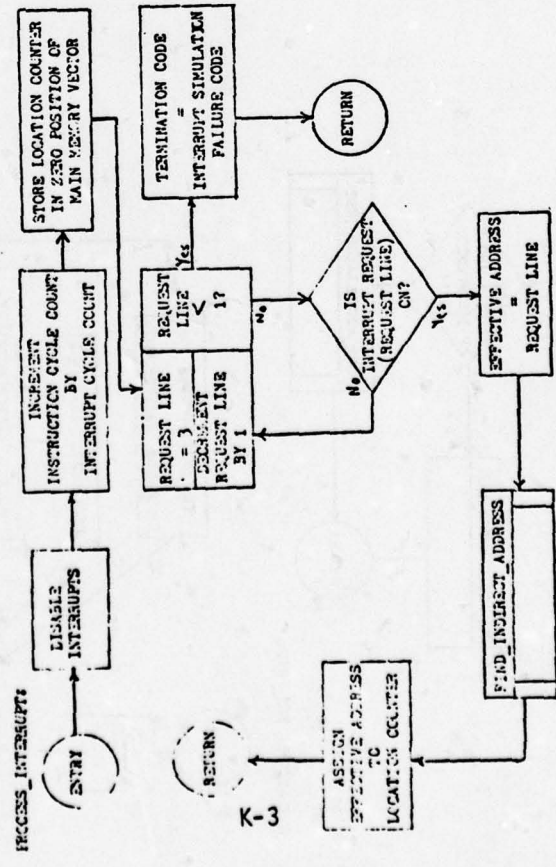 PROCESS_INTERRUPT:
ENTRY
DISABLE
INTERRUPTS
INCREMENT
INSTRUCTION CYCLE COUNT
BY
INTERRUPT CYCLE COUNT
STORE LOCATION COUNTER
IN ZERO POSITION OF
MAIN MEMORY VECTOR
REQUEST LINE
= 3
DECREMENT
REQUEST LINE
BY 1
REQUEST
LINE
<
1?
Yes
No
TERMINATION CODE
=
INTERRUPT SIMULATION
FAILURE CODE
RETURN
IS
INTERRUPT REQUEST
(REQUEST LINE)
ON?
No
Yes
EFFECTIVE ADDRESS
=
REQUEST LINE
FIND_INDIRECT_ADDRESS
ASSIGN
EFFECTIVE ADDRESS
TO
LOCATION COUNTER
RETURN
K-3